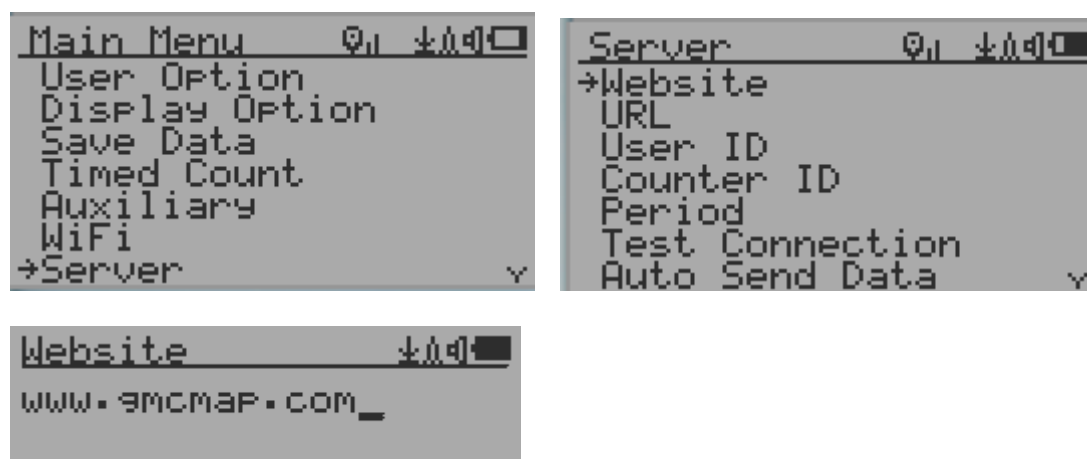 Main Menu
User Option
Display Option
Save Data
Timed Count
Auxiliary
WiFi
→Server
Server
→Website
URL
User ID
Counter ID
Period
Test Connection
Auto Send Data
Website
www.gmcmap.com_